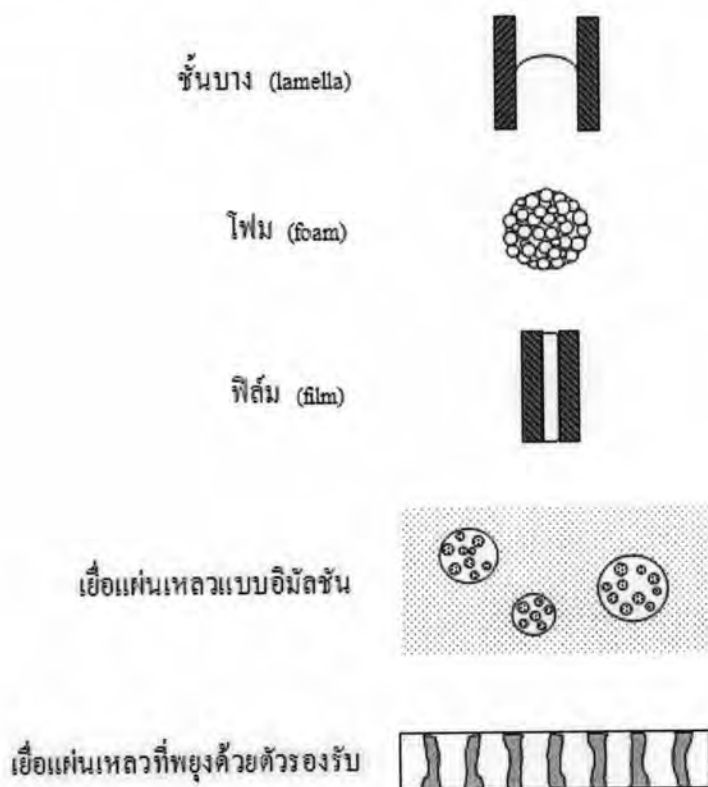 ชั้นบาง (lamella)
โฟม (foam)
ฟิล์ม (film)
เยื่อแผ่นเหลวแบบอิมัลชัน
เยื่อแผ่นเหลวที่พยุงด้วยตัวรองรับ